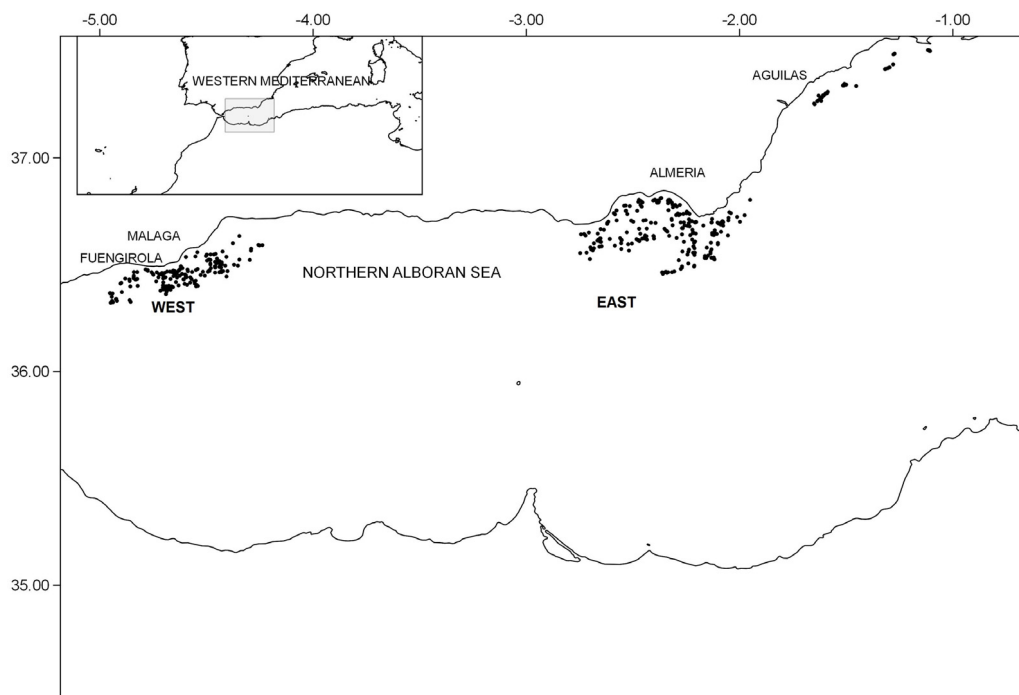 -5.00 -4.00 -3.00 -2.00 -1.00
WESTERN MEDITERRANEAN
AGUILAS
37.00
ALMERIA
MALAGA
FUENGIROLA
NORTHERN ALBORAN SEA
WEST
EAST
36.00
35.00